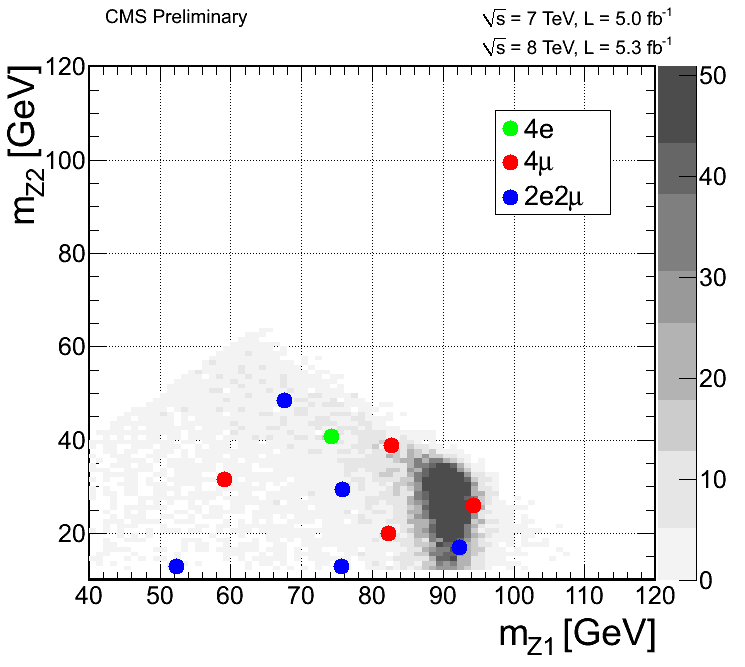 CMS Preliminary
√s = 7 TeV, L = 5.0 fb⁻¹
√s = 8 TeV, L = 5.3 fb⁻¹
m_Z2 [GeV]
120
100
80
60
40
20
4e
4μ
2e2μ
50
40
30
20
10
0
40 50 60 70 80 90 100 110 120
m_Z1 [GeV]